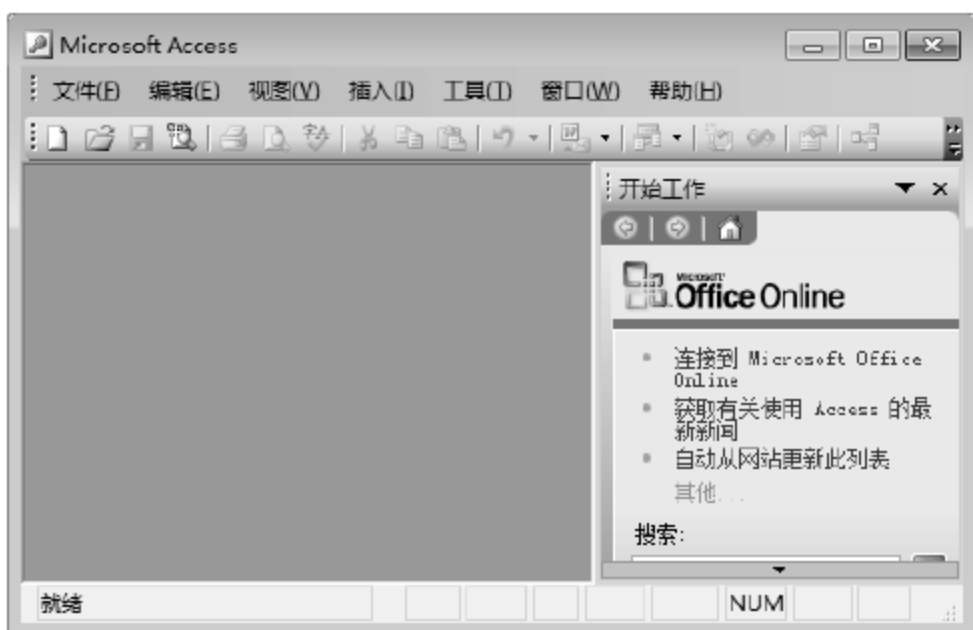 Microsoft Access
文件(F) 编辑(E) 视图(V) 插入(I) 工具(T) 窗口(W) 帮助(H)
开始工作
Microsoft
Office Online
连接到 Microsoft Office
Online
获取有关使用 Access 的最
新新闻
自动从网站更新此列表
其他...
搜索:
就绪
NUM